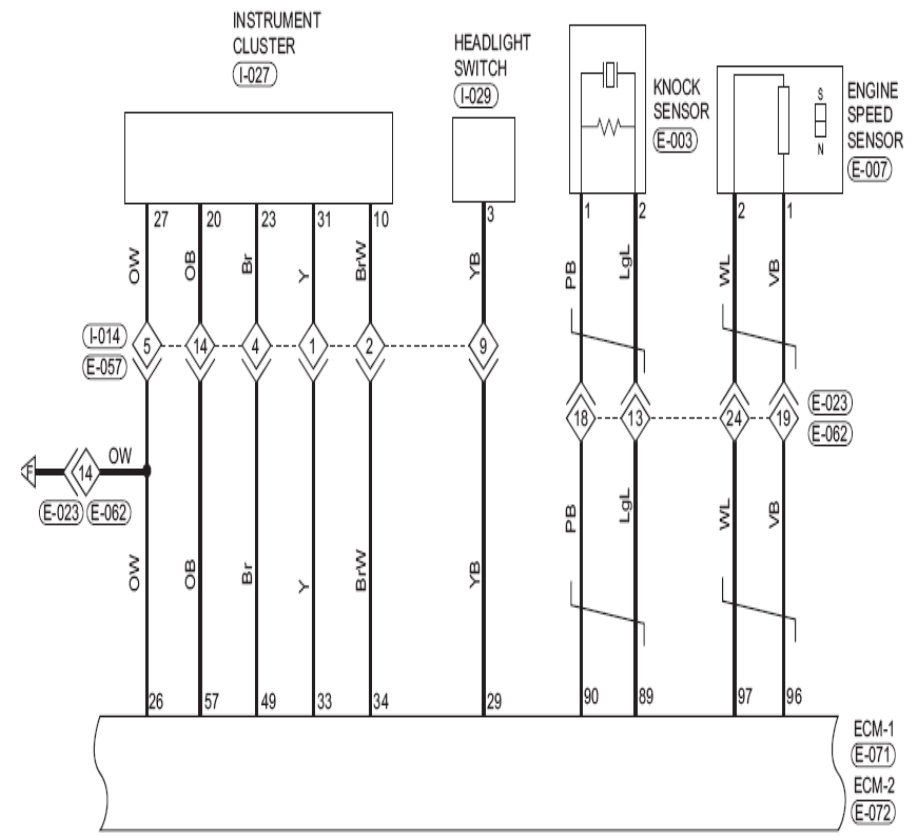 INSTRUMENT
CLUSTER
I-027
HEADLIGHT
SWITCH
I-029
KNOCK
SENSOR
E-003
S
N
ENGINE
SPEED
SENSOR
E-007
27 20 23 31 10 3 1 2 2 1
OW OB Br Y BrW YB PB LgL WL VB
I-014
E-057
5 14 4 1 2 9
18 13 24 19
E-023
E-062
F 14 OW
E-023 E-062
PB LgL WL VB
OW OB Br Y BrW YB
26 57 49 33 34 29 90 89 97 96
ECM-1
E-071
ECM-2
E-072